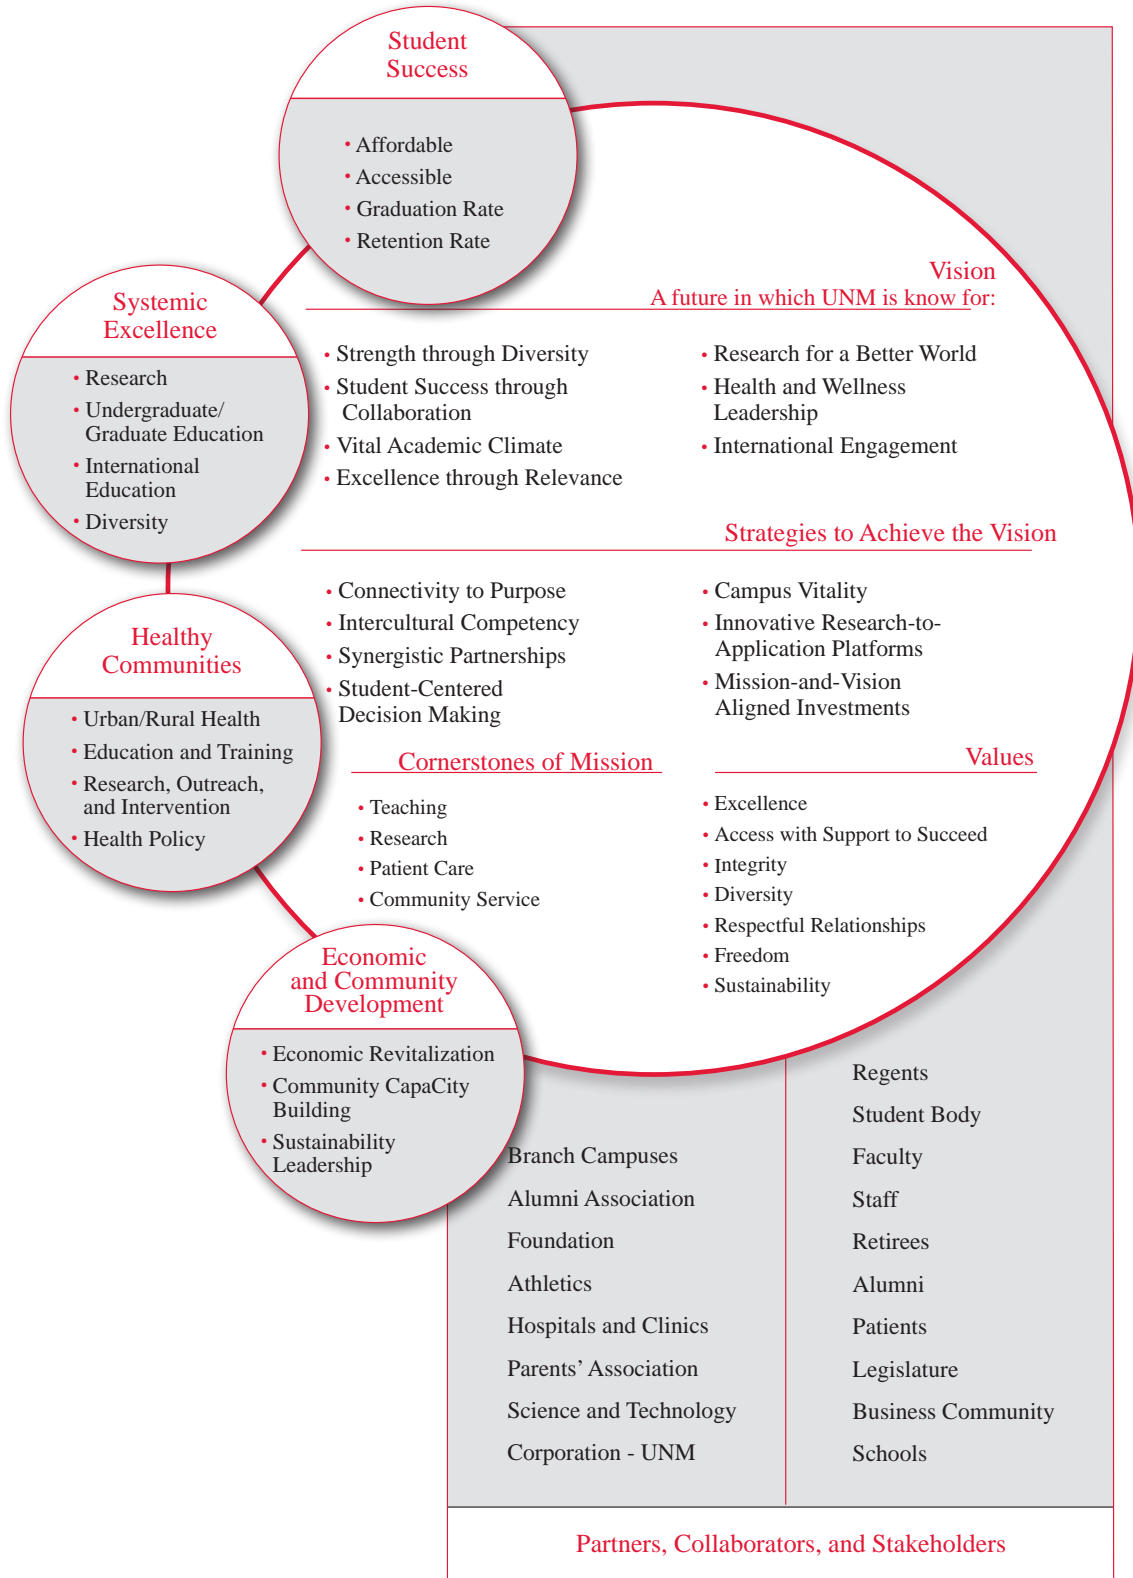 Student
Success
• Affordable
• Accessible
• Graduation Rate
• Retention Rate
Systemic
Excellence
• Research
• Undergraduate/
Graduate Education
• International
Education
• Diversity
Healthy
Communities
• Urban/Rural Health
• Education and Training
• Research, Outreach,
and Intervention
• Health Policy
Economic
and Community
Development
• Economic Revitalization
• Community CapaCity
Building
• Sustainability
Leadership
Vision
A future in which UNM is know for:
• Strength through Diversity
• Student Success through
Collaboration
• Vital Academic Climate
• Excellence through Relevance
• Research for a Better World
• Health and Wellness
Leadership
• International Engagement
Strategies to Achieve the Vision
• Connectivity to Purpose
• Intercultural Competency
• Synergistic Partnerships
• Student-Centered
Decision Making
• Campus Vitality
• Innovative Research-to-
Application Platforms
• Mission-and-Vision
Aligned Investments
Cornerstones of Mission
• Teaching
• Research
• Patient Care
• Community Service
Values
• Excellence
• Access with Support to Succeed
• Integrity
• Diversity
• Respectful Relationships
• Freedom
• Sustainability
Branch Campuses
Alumni Association
Foundation
Athletics
Hospitals and Clinics
Parents’ Association
Science and Technology
Corporation - UNM
Regents
Student Body
Faculty
Staff
Retirees
Alumni
Patients
Legislature
Business Community
Schools
Partners, Collaborators, and Stakeholders